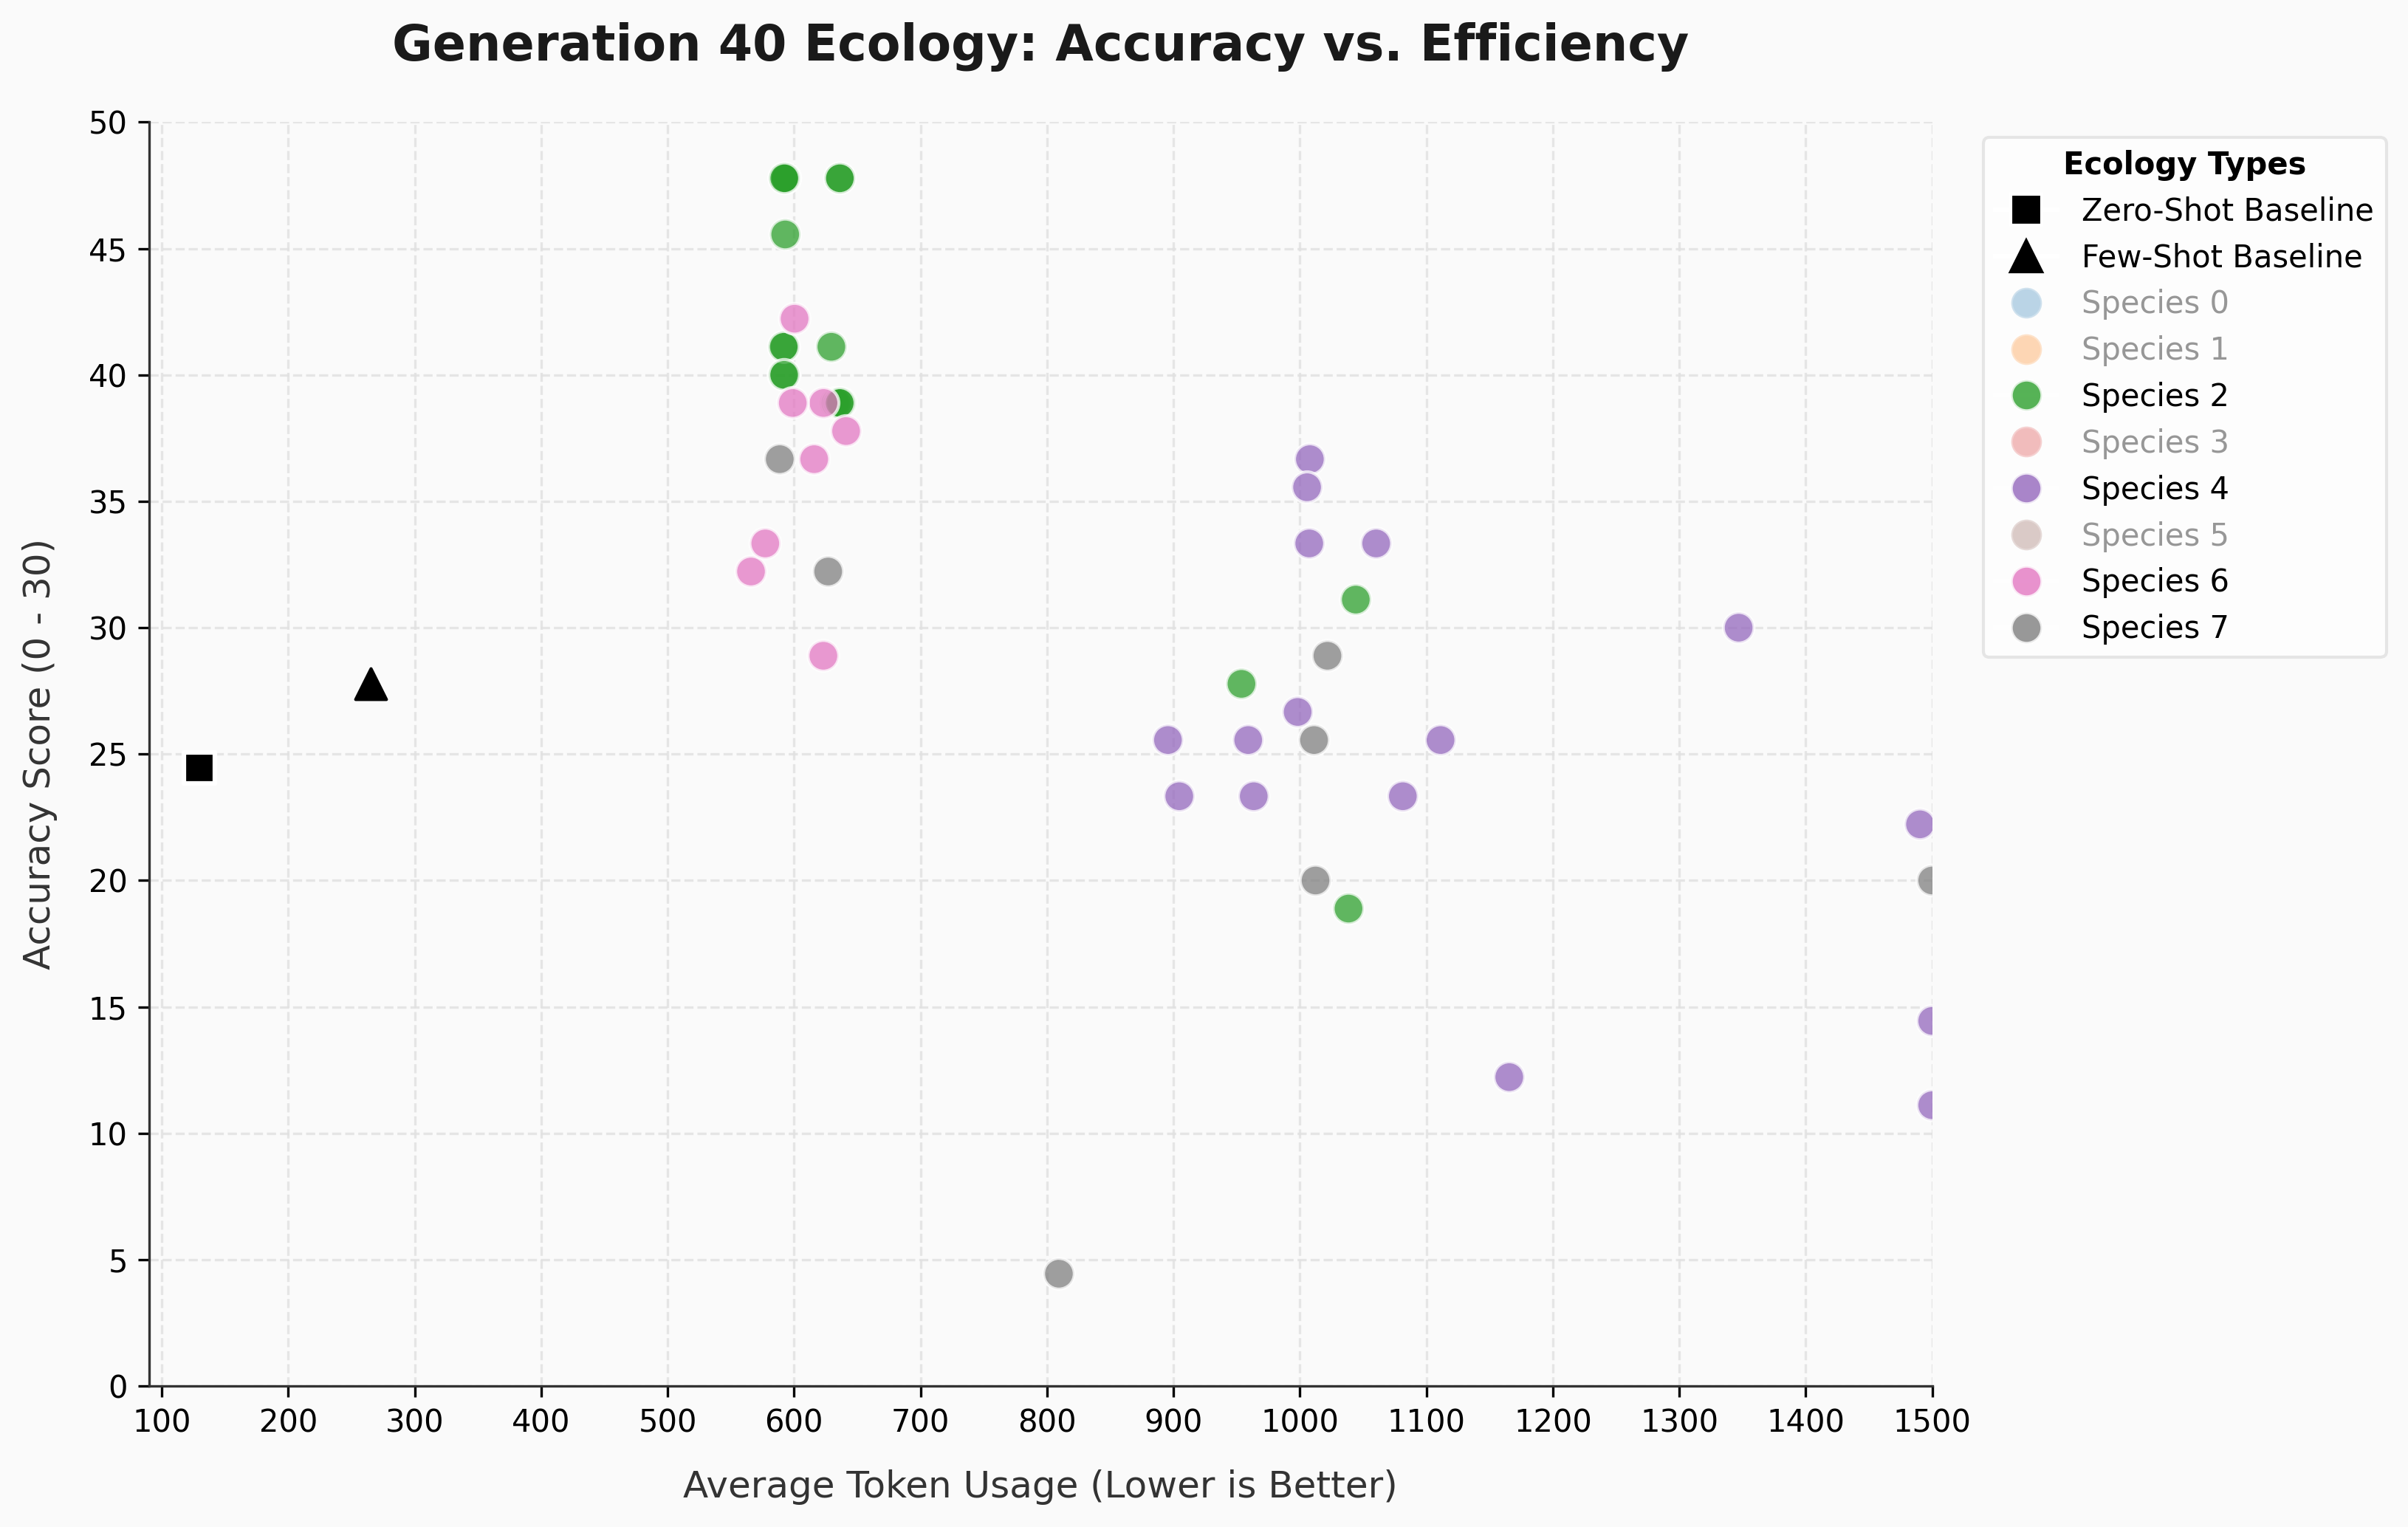 Generation 40 Ecology: Accuracy vs. Efficiency
50
45
40
35
30
25
20
15
10
5
0
Accuracy Score (0 - 30)
100 200 300 400 500 600 700 800 900 1000 1100 1200 1300 1400 1500
Average Token Usage (Lower is Better)
Ecology Types
Zero-Shot Baseline
Few-Shot Baseline
Species 0
Species 1
Species 2
Species 3
Species 4
Species 5
Species 6
Species 7